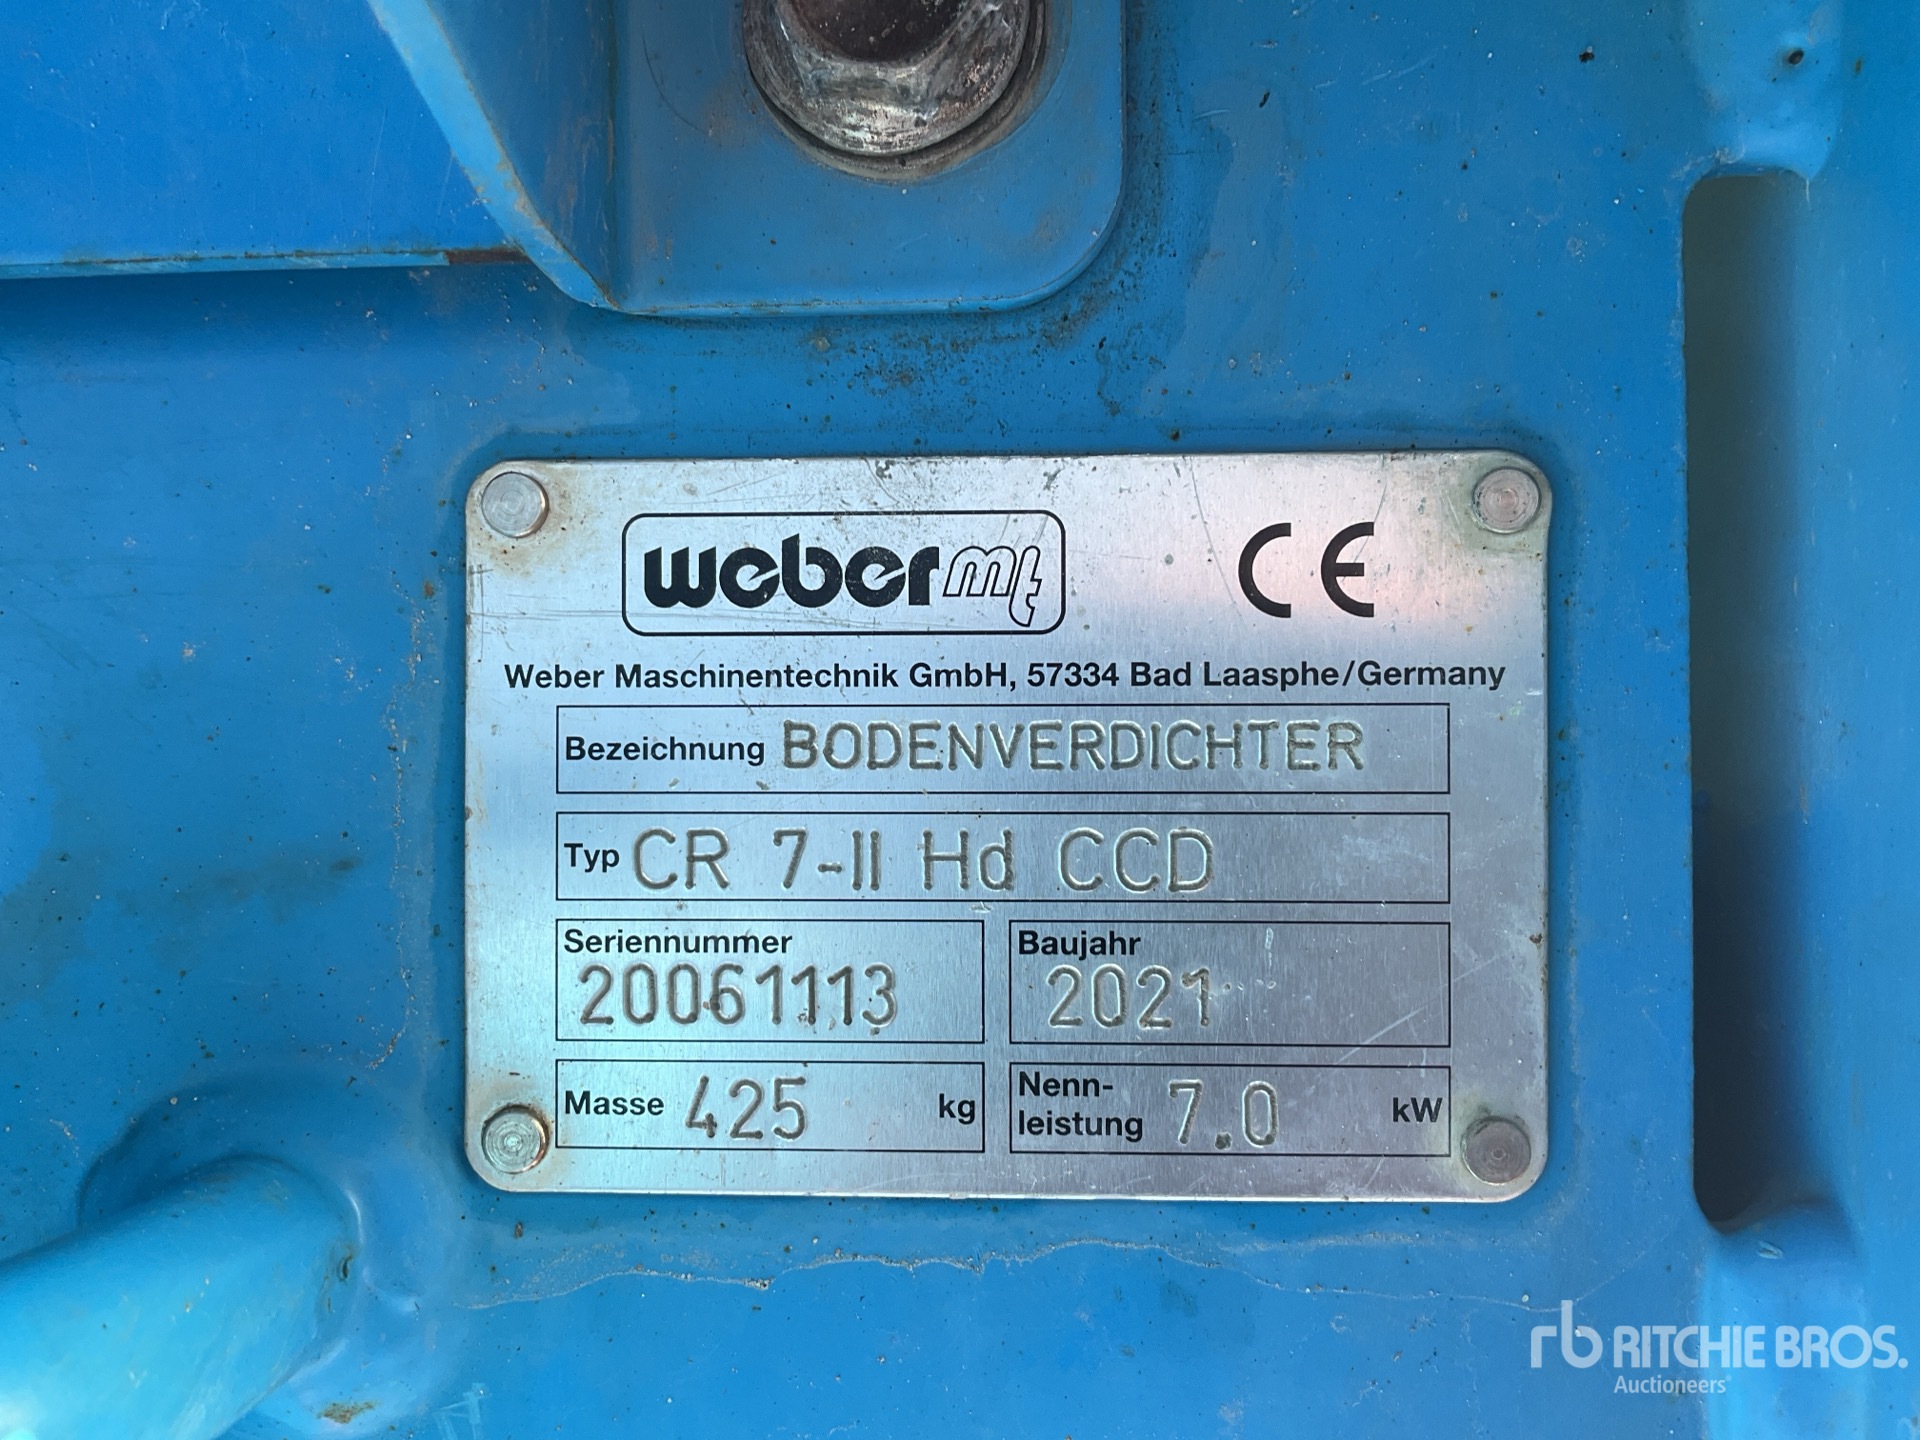 weber mt
CE
Weber Maschinentechnik GmbH, 57334 Bad Laasphe/Germany
Bezeichnung BODENVERDICHTER
Typ CR 7-II Hd CCD
Seriennummer
20061113
Baujahr
2021
Masse 425 kg
Nenn-
leistung 7.0 kW
rb RITCHIE BROS.
Auctioneers